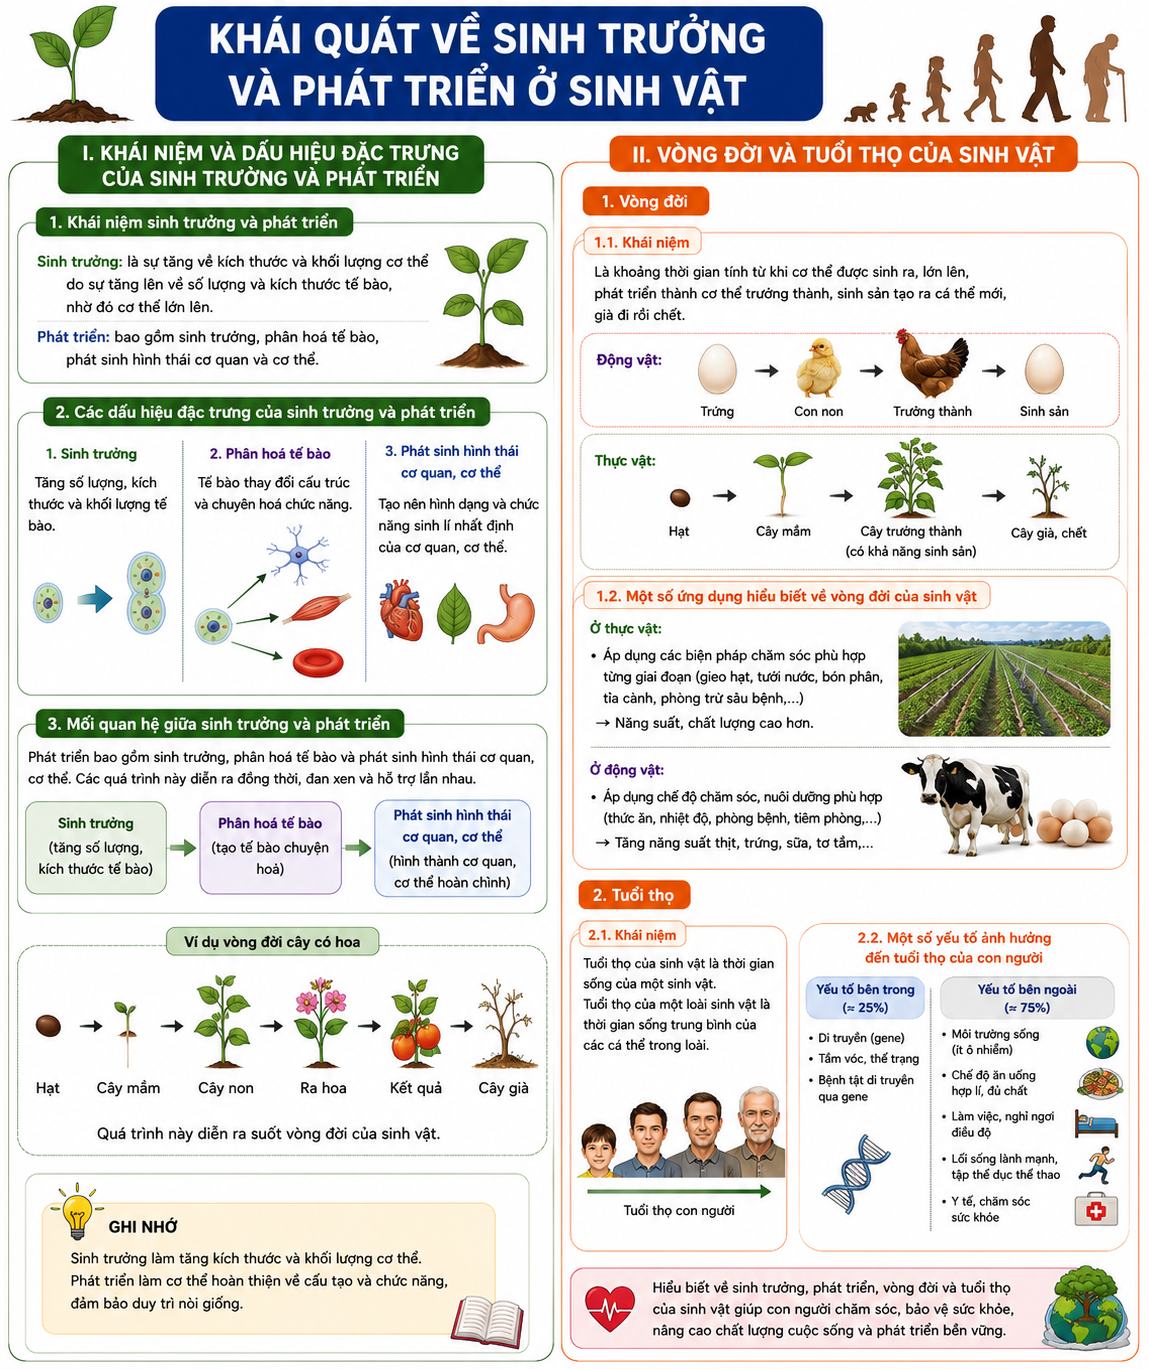 KHÁI QUÁT VỀ SINH TRƯỞNG
VÀ PHÁT TRIỂN Ở SINH VẬT
I. KHÁI NIỆM VÀ DẤU HIỆU ĐẶC TRƯNG
CỦA SINH TRƯỞNG VÀ PHÁT TRIỂN
1. Khái niệm sinh trưởng và phát triển
Sinh trưởng: là sự tăng về kích thước và khối lượng cơ thể
do sự tăng lên về số lượng và kích thước tế bào,
nhờ đó cơ thể lớn lên.
Phát triển: bao gồm sinh trưởng, phân hoá tế bào,
phát sinh hình thái cơ quan và cơ thể.
2. Các dấu hiệu đặc trưng của sinh trưởng và phát triển
1. Sinh trưởng
Tăng số lượng, kích
thước và khối lượng tế
bào.
2. Phân hoá tế bào
Tế bào thay đổi cấu trúc
và chuyên hoá chức năng.
3. Phát sinh hình thái
cơ quan, cơ thể
Tạo nên hình dạng và chức
năng sinh lí nhất định
của cơ quan, cơ thể.
3. Mối quan hệ giữa sinh trưởng và phát triển
Phát triển bao gồm sinh trưởng, phân hoá tế bào và phát sinh hình thái cơ quan,
cơ thể. Các quá trình này diễn ra đồng thời, đan xen và hỗ trợ lẫn nhau.
Sinh trưởng
(tăng số lượng,
kích thước tế bào)
Phân hoá tế bào
(tạo tế bào chuyện
hoá)
Phát sinh hình thái
cơ quan, cơ thể
(hình thành cơ quan,
cơ thể hoàn chỉnh)
Ví dụ vòng đời cây có hoa
Hạt
Cây mầm
Cây non
Ra hoa
Kết quả
Cây già
Quá trình này diễn ra suốt vòng đời của sinh vật.
GHI NHỚ
Sinh trưởng làm tăng kích thước và khối lượng cơ thể.
Phát triển làm cơ thể hoàn thiện về cấu tạo và chức năng,
đảm bảo duy trì nòi giống.
II. VÒNG ĐỜI VÀ TUỔI THỌ CỦA SINH VẬT
1. Vòng đời
1.1. Khái niệm
Là khoảng thời gian tính từ khi cơ thể được sinh ra, lớn lên,
phát triển thành cơ thể trưởng thành, sinh sản tạo ra cá thể mới,
già đi rồi chết.
Động vật:
Trứng
Con non
Trưởng thành
Sinh sản
Thực vật:
Hạt
Cây mầm
Cây trưởng thành
(có khả năng sinh sản)
Cây già, chết
1.2. Một số ứng dụng hiểu biết về vòng đời của sinh vật
Ở thực vật:
• Áp dụng các biện pháp chăm sóc phù hợp
từng giai đoạn (gieo hạt, tưới nước, bón phân,
tỉa cành, phòng trừ sâu bệnh,...)
→ Năng suất, chất lượng cao hơn.
Ở động vật:
• Áp dụng chế độ chăm sóc, nuôi dưỡng phù hợp
(thức ăn, nhiệt độ, phòng bệnh, tiêm phòng,...)
→ Tăng năng suất thịt, trứng, sữa, tơ tằm,...
2. Tuổi thọ
2.1. Khái niệm
Tuổi thọ của sinh vật là thời gian
sống của một sinh vật.
Tuổi thọ của một loài sinh vật là
thời gian sống trung bình của
các cá thể trong loài.
Tuổi thọ con người
2.2. Một số yếu tố ảnh hưởng
đến tuổi thọ của con người
Yếu tố bên trong
(≈ 25%)
• Di truyền (gene)
• Tầm vóc, thể trạng
• Bệnh tật di truyền
qua gene
Yếu tố bên ngoài
(≈ 75%)
• Môi trường sống
(ít ô nhiễm)
• Chế độ ăn uống
hợp lí, đủ chất
• Làm việc, nghỉ ngơi
điều độ
• Lối sống lành mạnh,
tập thể dục thể thao
• Y tế, chăm sóc
sức khỏe
Hiểu biết về sinh trưởng, phát triển, vòng đời và tuổi thọ
của sinh vật giúp con người chăm sóc, bảo vệ sức khỏe,
nâng cao chất lượng cuộc sống và phát triển bền vững.